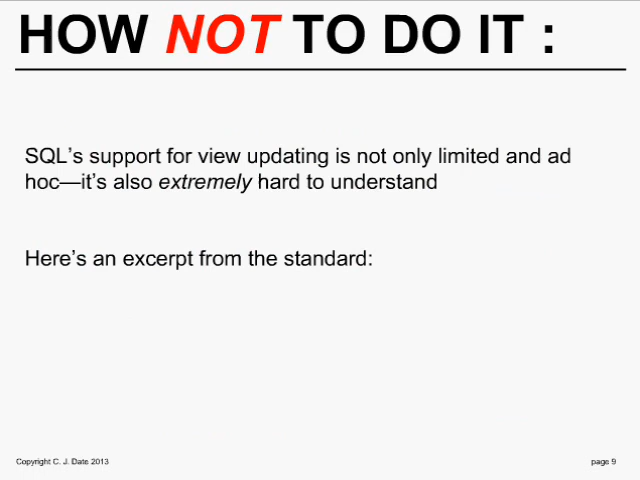 HOW NOT TO DO IT :
SQL’s support for view updating is not only limited and ad
hoc—it’s also extremely hard to understand
Here’s an excerpt from the standard:
Copyright C. J. Date 2013
page 9